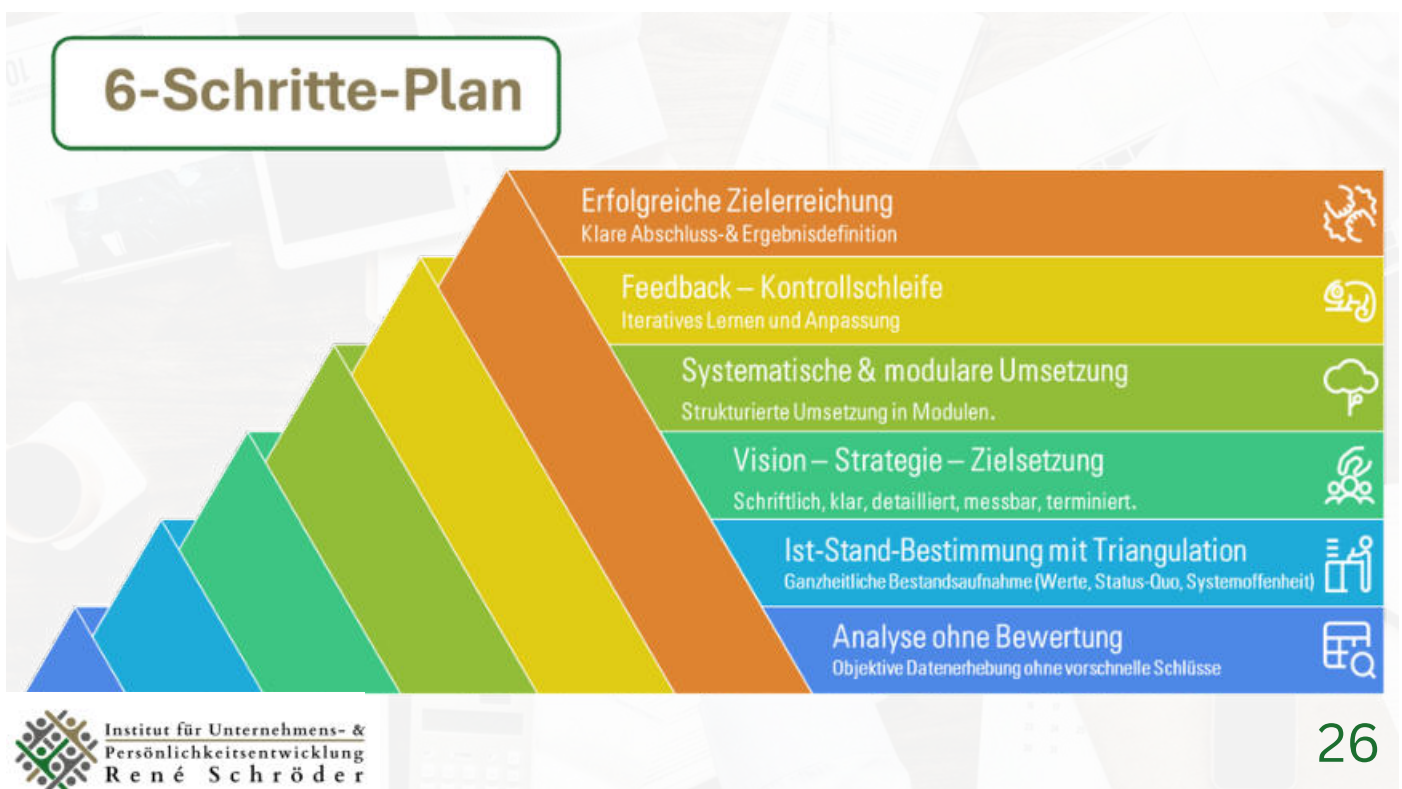 6-Schritte-Plan
Erfolgreiche Zielerreichung
Klare Abschluss-& Ergebnisdefinition
Feedback – Kontrollschleife
Iteratives Lernen und Anpassung
Systematische & modulare Umsetzung
Strukturierte Umsetzung in Modulen.
Vision – Strategie – Zielsetzung
Schriftlich, klar, detailliert, messbar, terminiert.
Ist-Stand-Bestimmung mit Triangulation
Ganzheitliche Bestandsaufnahme (Werte, Status-Quo, Systemoffenheit)
Analyse ohne Bewertung
Objektive Datenerhebung ohne vorschnelle Schlüsse
Institut für Unternehmens- &
Persönlichkeitsentwicklung
René Schröder
26